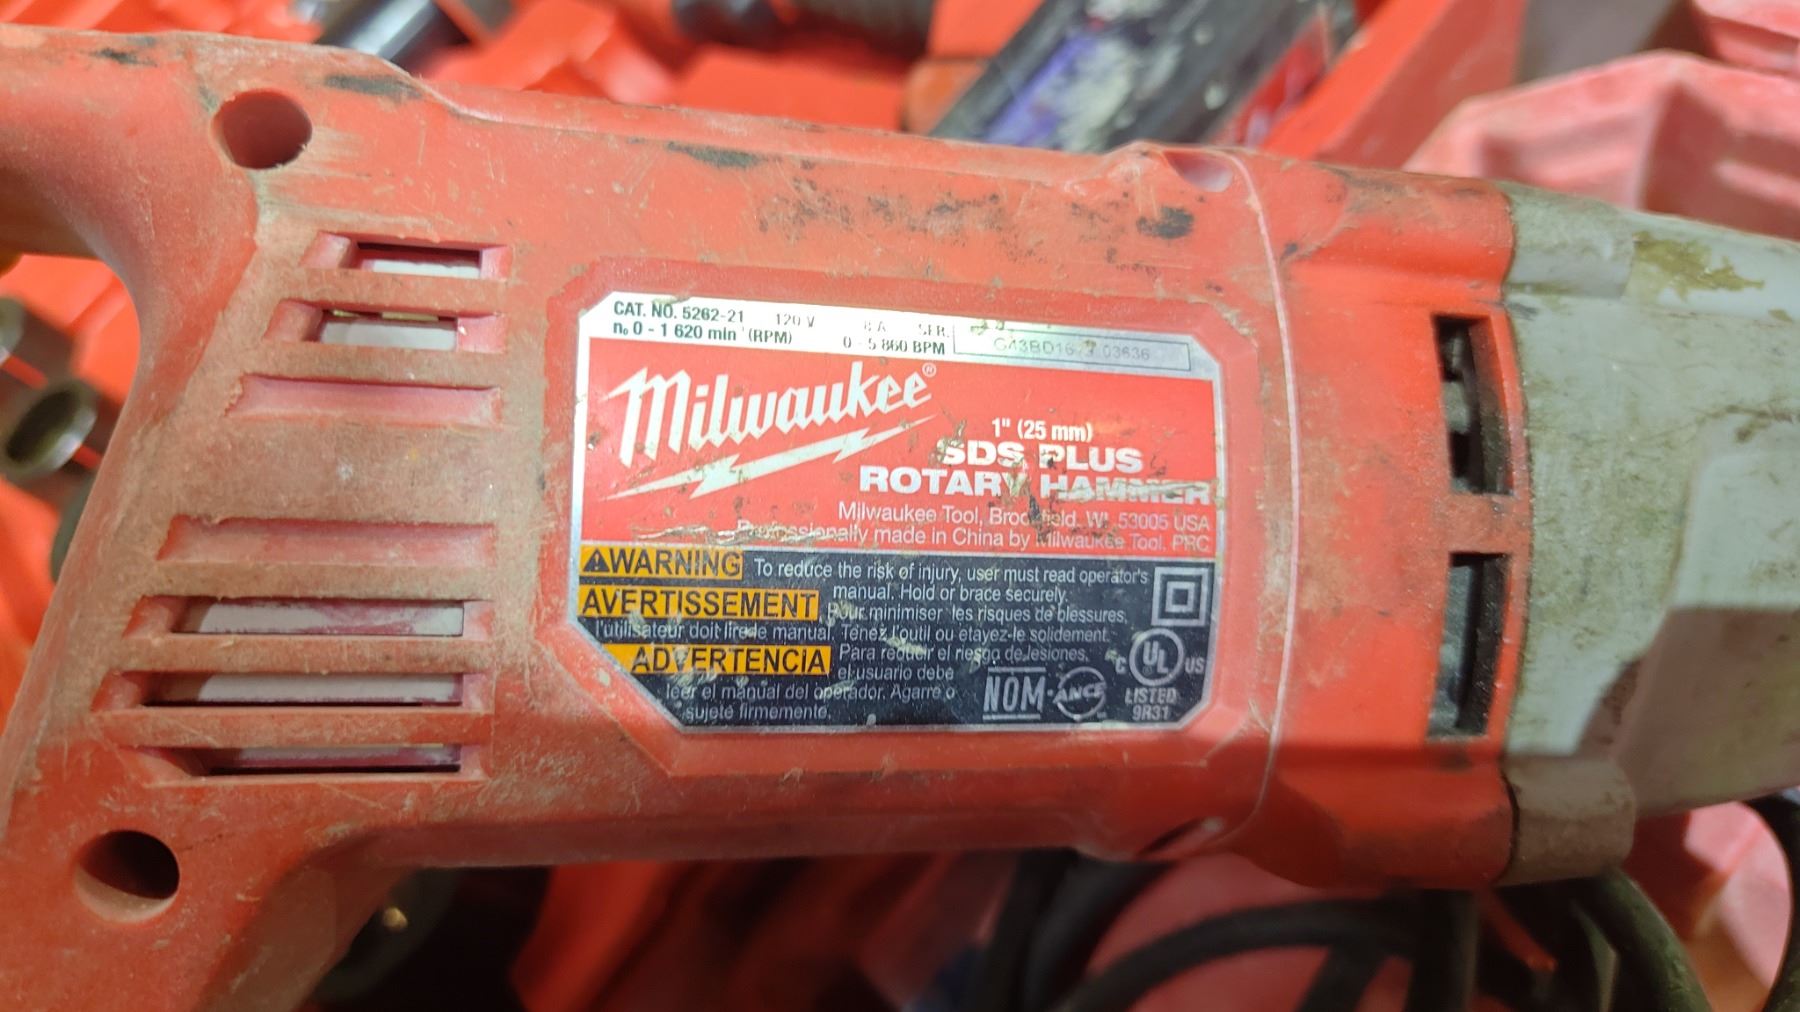 CAT. NO. 5262-21 120 V 8 A SER.
n₀ 0 - 1 620 min⁻¹ (RPM) 0 - 5 860 BPM
Milwaukee®
1" (25 mm)
SDS PLUS
ROTARY HAMMER
Milwaukee Tool, Brookfield, WI 53005 USA
Professionally made in China by Milwaukee Tool, PRC
WARNING To reduce the risk of injury, user must read operator's
manual. Hold or brace securely.
AVERTISSEMENT Pour minimiser les risques de blessures,
l'utilisateur doit lire le manual. Tenez l'outil ou etayez-le solidement.
ADVERTENCIA Para reducir el riesgo de lesiones,
el usuario debe
leer el manual del operador. Agarre o
sujete firmemente.
NOM ANCE
C UL US
LISTED
9R31